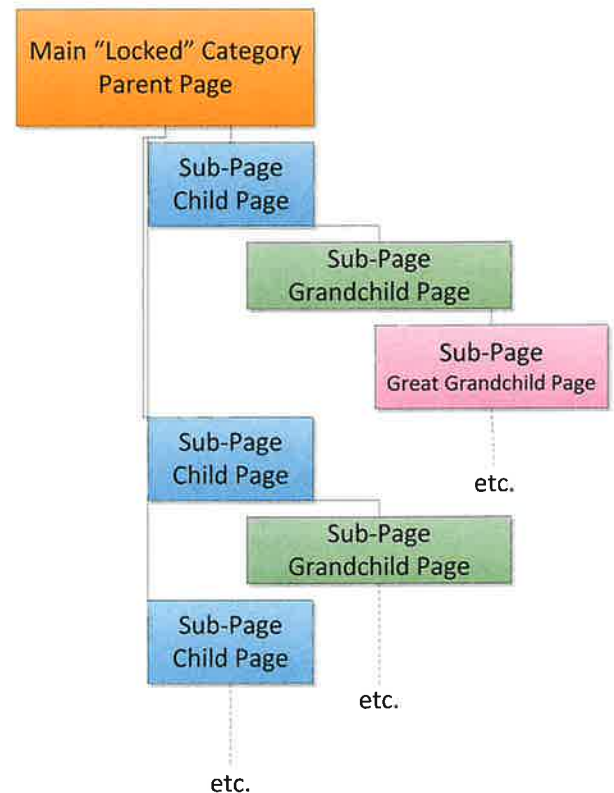 Main “Locked” Category
Parent Page
Sub-Page
Child Page
Sub-Page
Grandchild Page
Sub-Page
Great Grandchild Page
etc.
Sub-Page
Child Page
Sub-Page
Grandchild Page
etc.
Sub-Page
Child Page
etc.